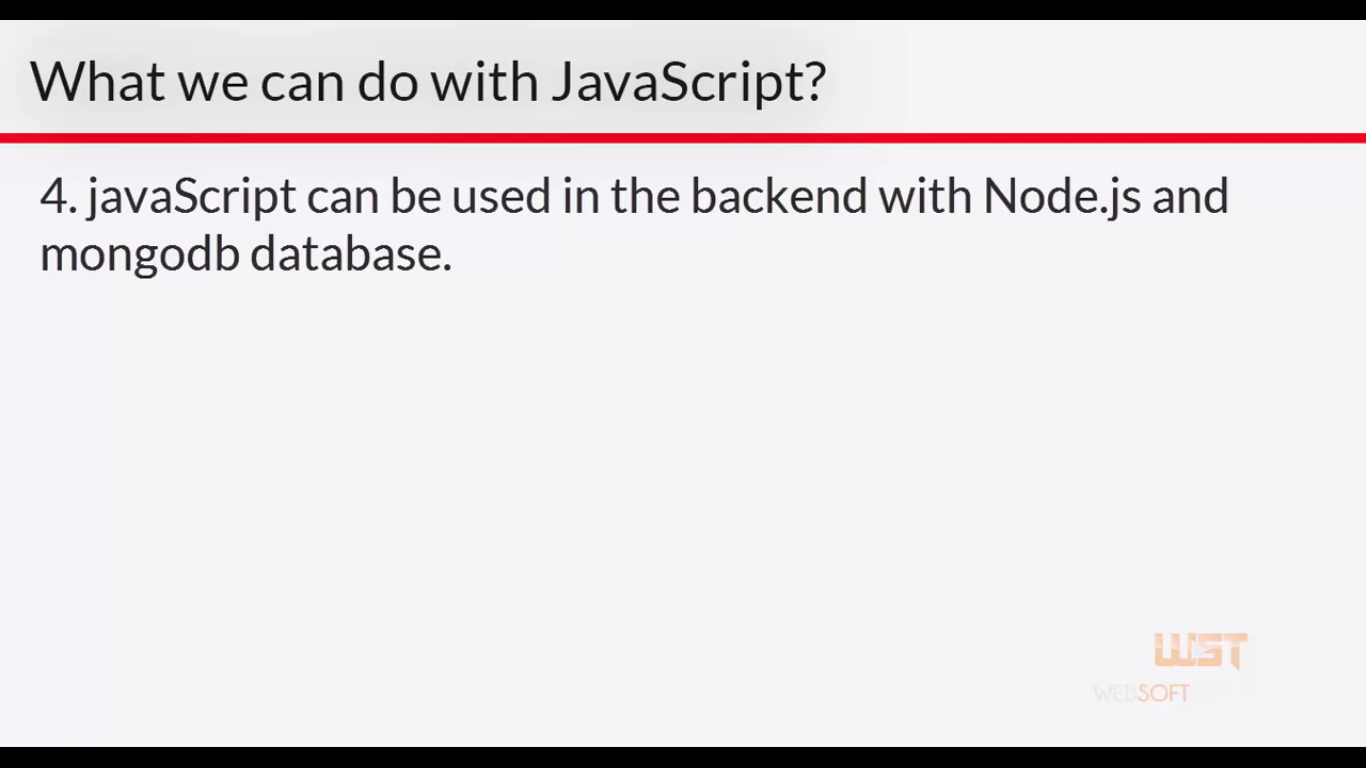 What we can do with JavaScript?
4. javaScript can be used in the backend with Node.js and
mongodb database.
WST
WEBSOFT